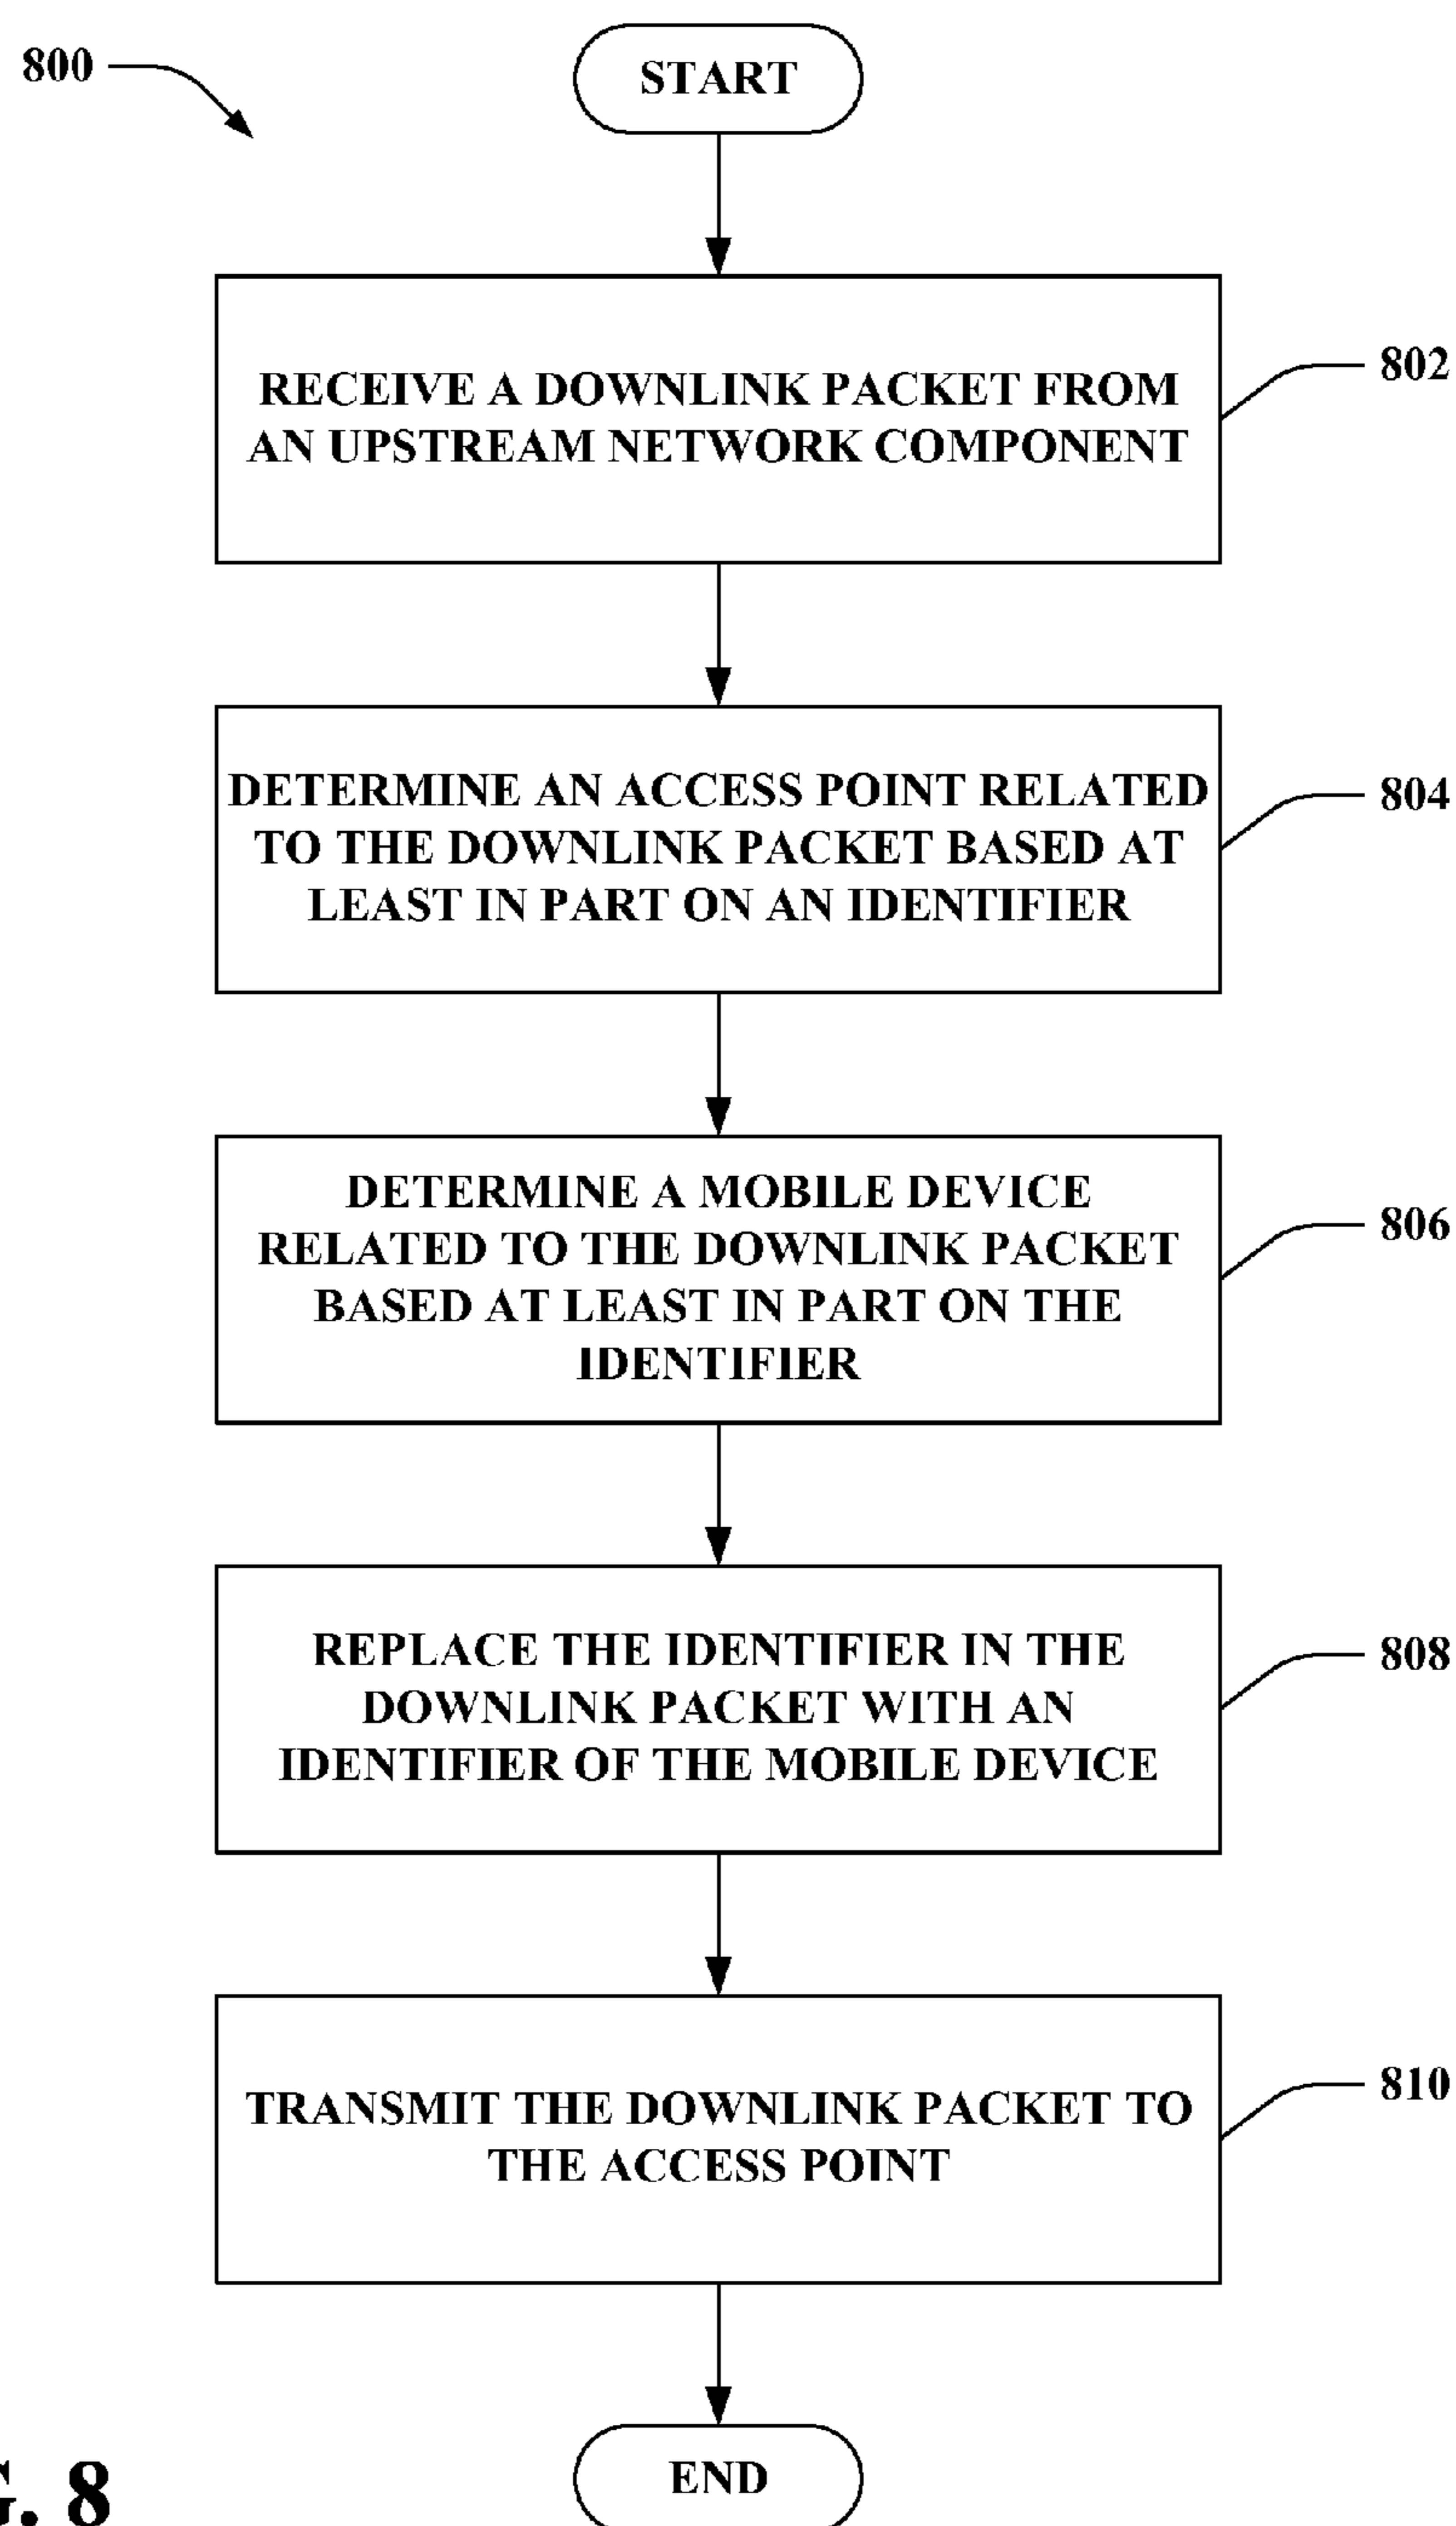 800
START
RECEIVE A DOWNLINK PACKET FROM
AN UPSTREAM NETWORK COMPONENT
802
DETERMINE AN ACCESS POINT RELATED
TO THE DOWNLINK PACKET BASED AT
LEAST IN PART ON AN IDENTIFIER
804
DETERMINE A MOBILE DEVICE
RELATED TO THE DOWNLINK PACKET
BASED AT LEAST IN PART ON THE
IDENTIFIER
806
REPLACE THE IDENTIFIER IN THE
DOWNLINK PACKET WITH AN
IDENTIFIER OF THE MOBILE DEVICE
808
TRANSMIT THE DOWNLINK PACKET TO
THE ACCESS POINT
810
END
G. 8